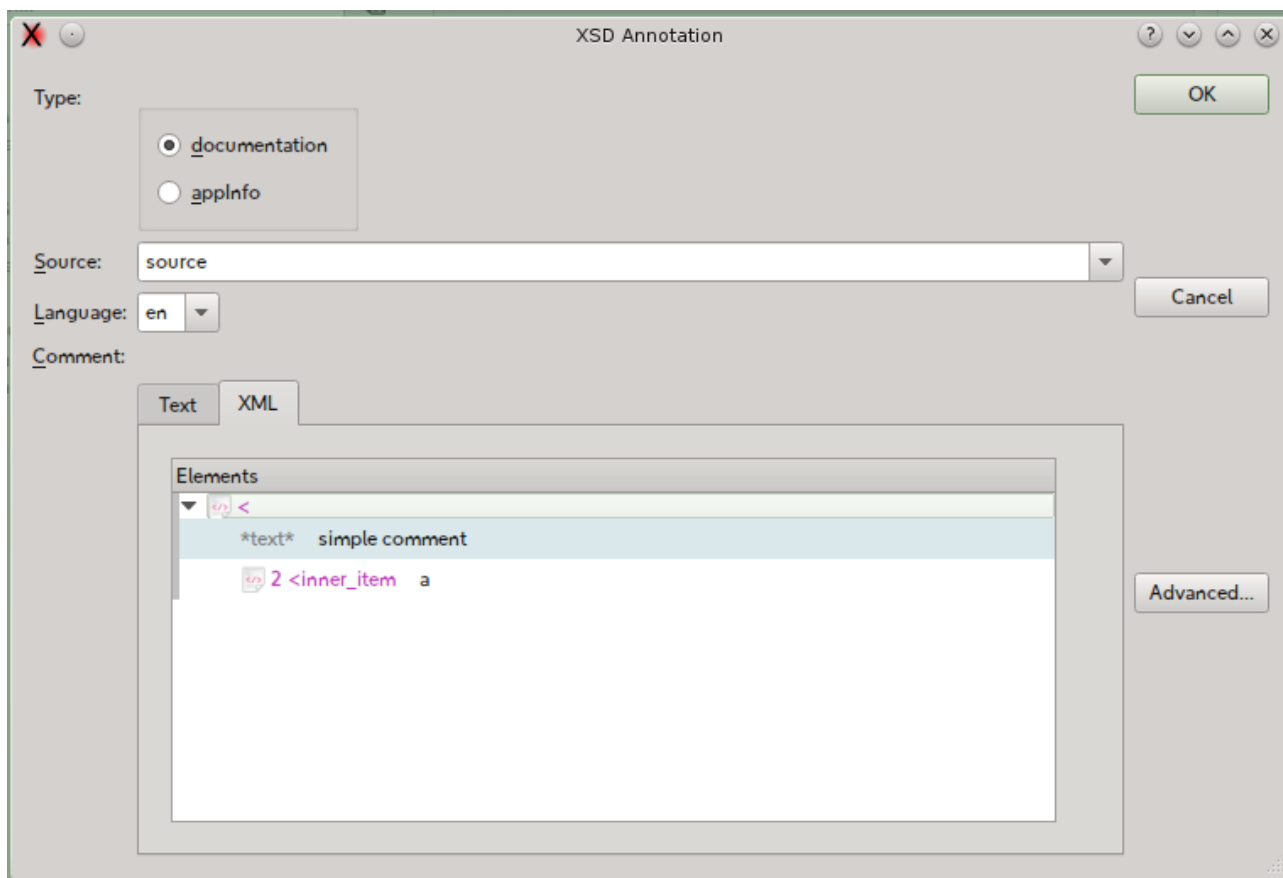 XSD Annotation
Type:
OK
documentation
appInfo
Source: source
Cancel
Language: en
Comment:
Text XML
Elements
<
*text* simple comment
2 <inner_item a
Advanced...